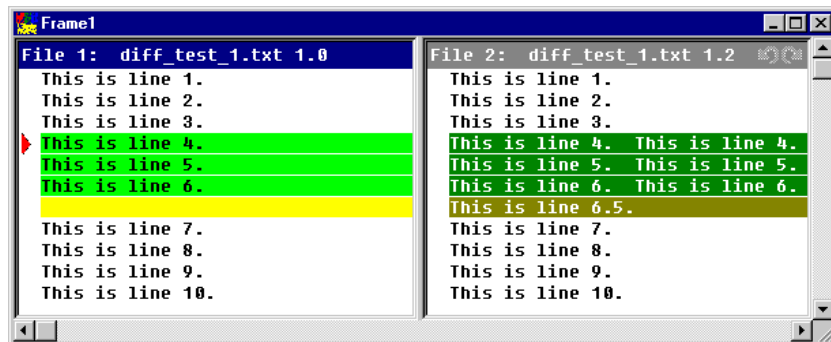 Frame1
File 1:  diff_test_1.txt 1.0
This is line 1.
This is line 2.
This is line 3.
This is line 4.
This is line 5.
This is line 6.
This is line 7.
This is line 8.
This is line 9.
This is line 10.
File 2:  diff_test_1.txt 1.2
This is line 1.
This is line 2.
This is line 3.
This is line 4.  This is line 4.
This is line 5.  This is line 5.
This is line 6.  This is line 6.
This is line 6.5.
This is line 7.
This is line 8.
This is line 9.
This is line 10.